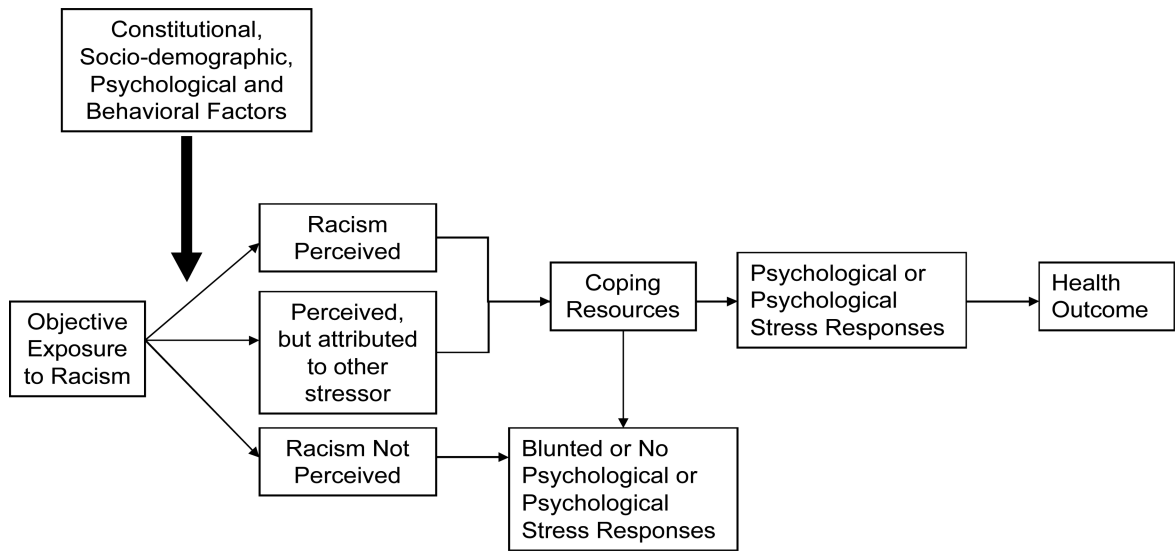 Constitutional,
Socio-demographic,
Psychological and
Behavioral Factors
Objective
Exposure
to Racism
Racism
Perceived
Perceived,
but attributed
to other
stressor
Racism Not
Perceived
Coping
Resources
Blunted or No
Psychological or
Psychological
Stress Responses
Psychological or
Psychological
Stress Responses
Health
Outcome